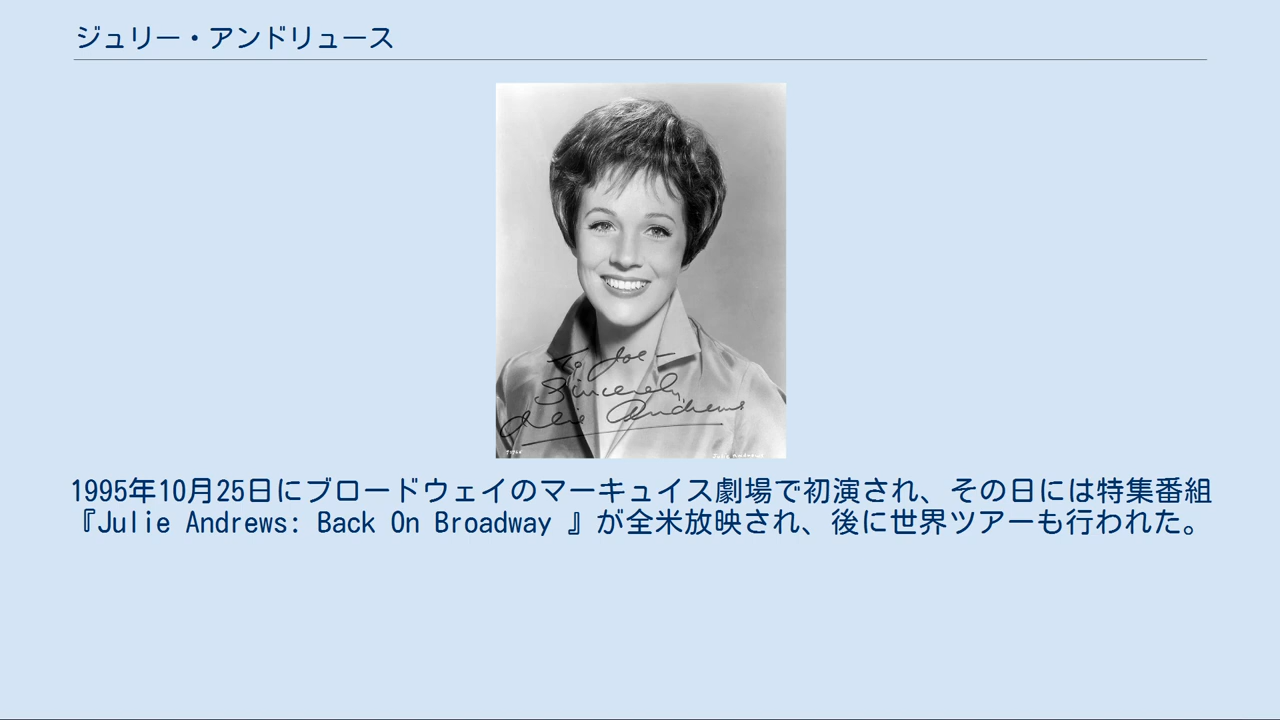 ジュリー・アンドリュース
To Joe-
Sincerely,
Julie Andrews
1995年10月25日にブロードウェイのマーキュイス劇場で初演され、その日には特集番組
『Julie Andrews: Back On Broadway 』が全米放映され、後に世界ツアーも行われた。